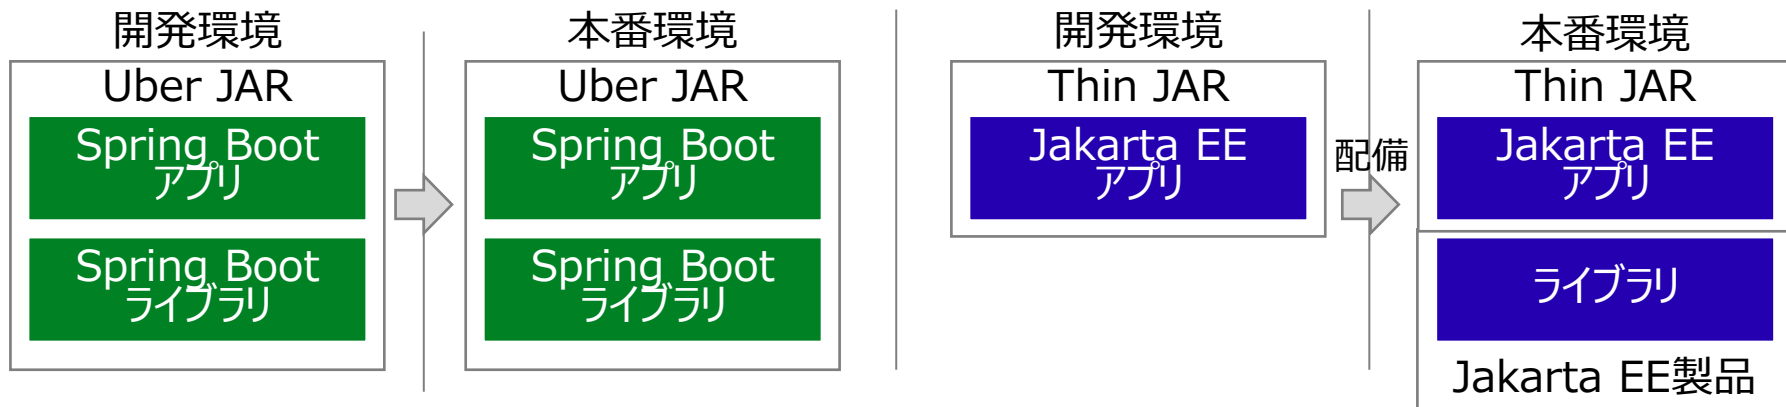 開発環境
Uber JAR
Spring Boot
アプリ
Spring Boot
ライブラリ
本番環境
Uber JAR
Spring Boot
アプリ
Spring Boot
ライブラリ
開発環境
Thin JAR
Jakarta EE
アプリ
配備
本番環境
Thin JAR
Jakarta EE
アプリ
ライブラリ
Jakarta EE製品